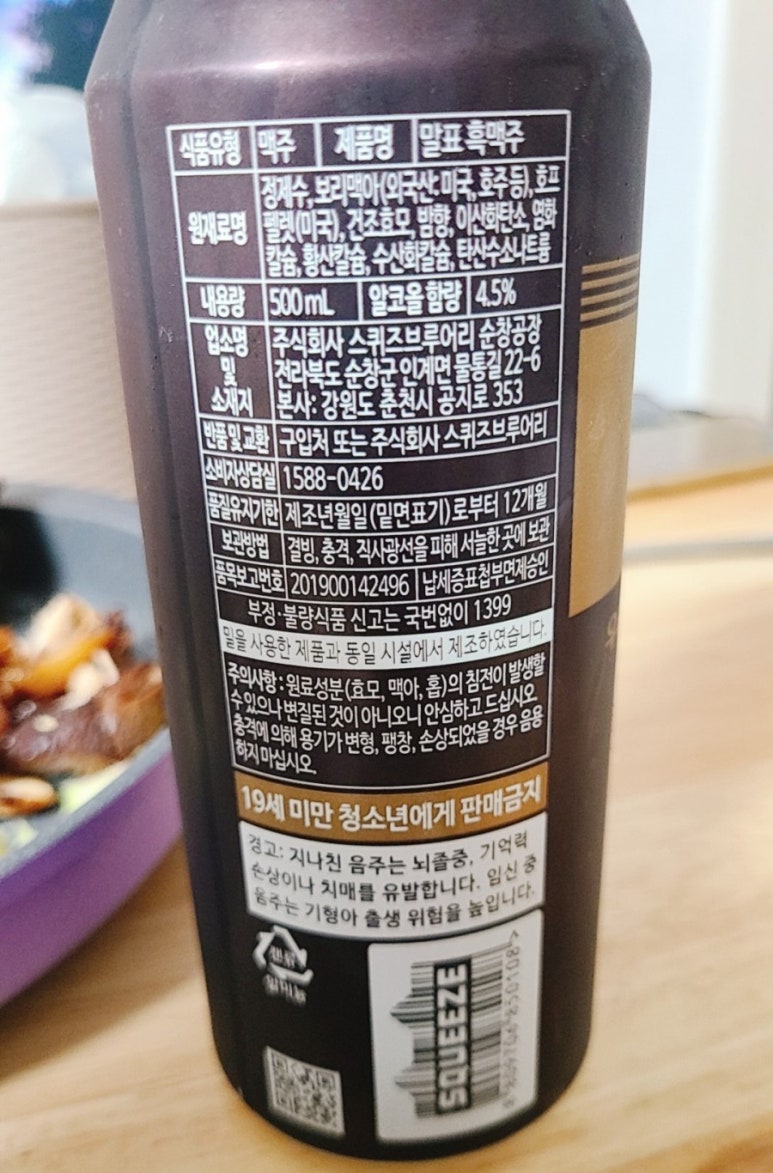 식품유형 맥주 제품명 말표 흑맥주
원재료명 정제수, 보리맥아(외국산: 미국, 호주 등), 호프
펠렛(미국), 건조효모, 밤향, 이산화탄소, 염화
칼슘, 황산칼슘, 수산화칼슘, 탄산수소나트륨
내용량 500mL 알코올 함량 4.5%
업소명 및 소재지 주식회사 스퀴즈브루어리 순창공장
전라북도 순창군 인계면 물통길 22-6
본사: 강원도 춘천시 공지로 353
반품 및 교환 구입처 또는 주식회사 스퀴즈브루어리
소비자상담실 1588-0426
품질유지기한 제조년월일(밑면표기)로부터 12개월
보관방법 결빙, 충격, 직사광선을 피해 서늘한 곳에 보관
품목보고번호 201900142496 납세증표첩부면제승인
부정·불량식품 신고는 국번없이 1399
밀을 사용한 제품과 동일 시설에서 제조하였습니다.
주의사항: 원료성분(효모, 맥아, 홉)의 침전이 발생할
수 있으나 변질된 것이 아니오니 안심하고 드십시오.
충격에 의해 용기가 변형, 팽창, 손상되었을 경우 음용
하지 마십시오.
19세 미만 청소년에게 판매금지
경고: 지나친 음주는 뇌졸중, 기억력
손상이나 치매를 유발합니다. 임신 중
음주는 기형아 출생 위험을 높입니다.
캔류
알미늄
SQUEEZE